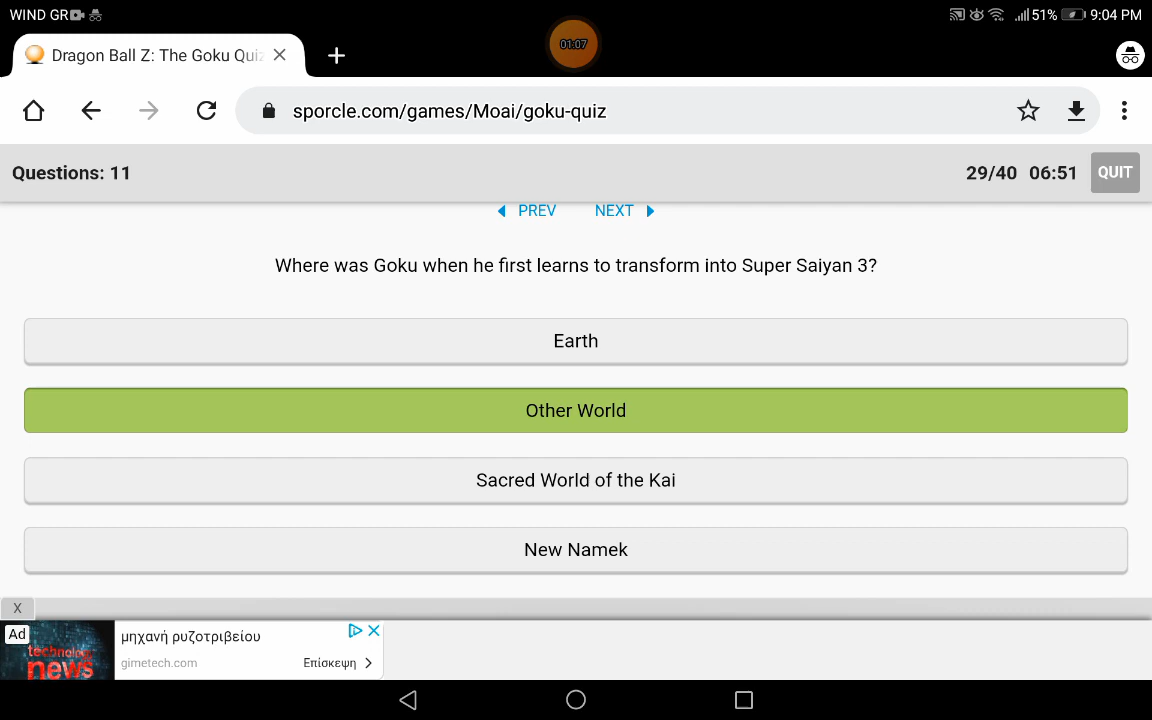 WIND GR
51% 9:04 PM
01:07
Dragon Ball Z: The Goku Quiz
sporcle.com/games/Moai/goku-quiz
Questions: 11
29/40 06:51 QUIT
PREV NEXT
Where was Goku when he first learns to transform into Super Saiyan 3?
Earth
Other World
Sacred World of the Kai
New Namek
X
Ad
technology
news
μηχανή ρυζοτριβείου
gimetech.com
Επίσκεψη